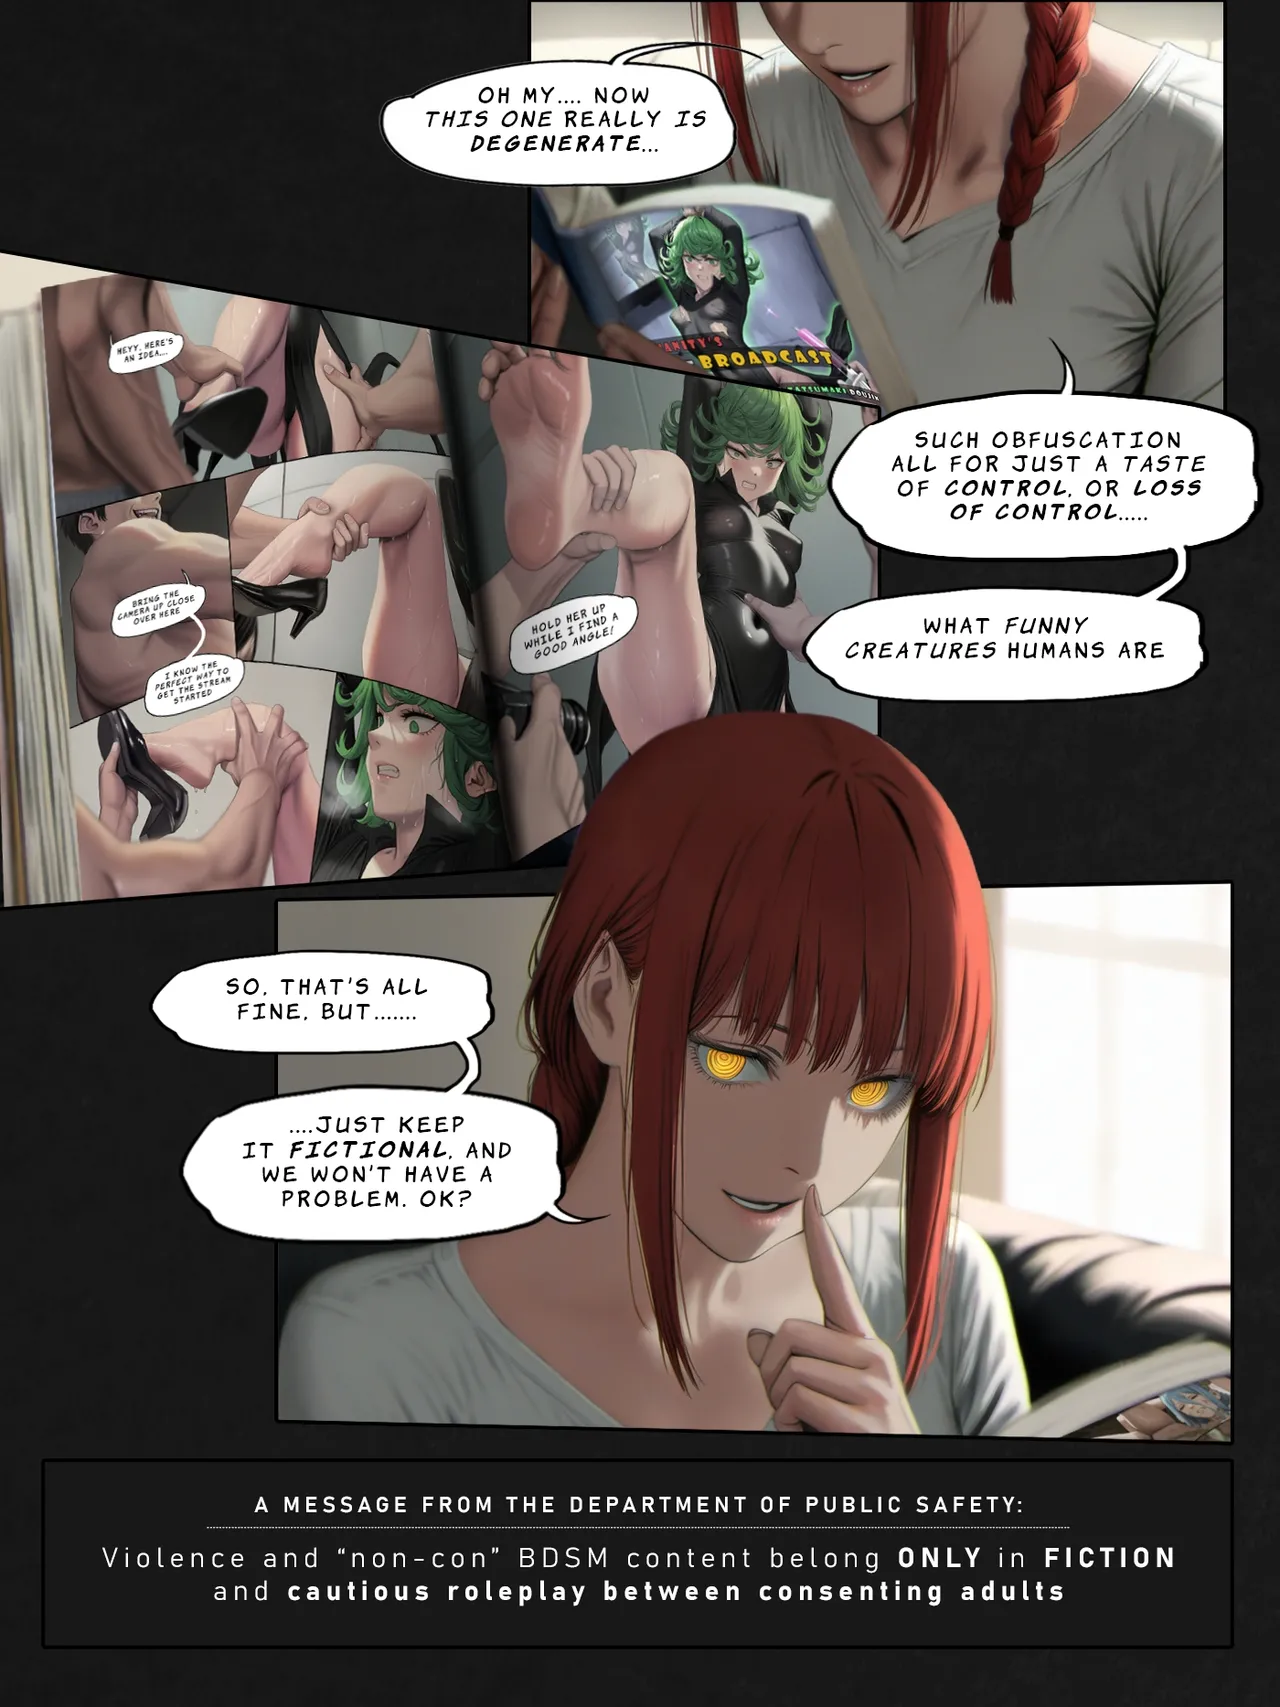 OH MY.... NOW
THIS ONE REALLY IS
DEGENERATE...
BROADCAST
HEYY, HERE'S
AN IDEA...
BRING THE
CAMERA UP CLOSE
OVER HERE
I KNOW THE
PERFECT WAY TO
GET THE STREAM
STARTED
HOLD HER UP
WHILE I FIND A
GOOD ANGLE!
SUCH OBFUSCATION
ALL FOR JUST A TASTE
OF CONTROL, OR LOSS
OF CONTROL.....
WHAT FUNNY
CREATURES HUMANS ARE
SO, THAT'S ALL
FINE, BUT.......
....JUST KEEP
IT FICTIONAL, AND
WE WON'T HAVE A
PROBLEM. OK?
A MESSAGE FROM THE DEPARTMENT OF PUBLIC SAFETY:
Violence and “non-con” BDSM content belong ONLY in FICTION
and cautious roleplay between consenting adults